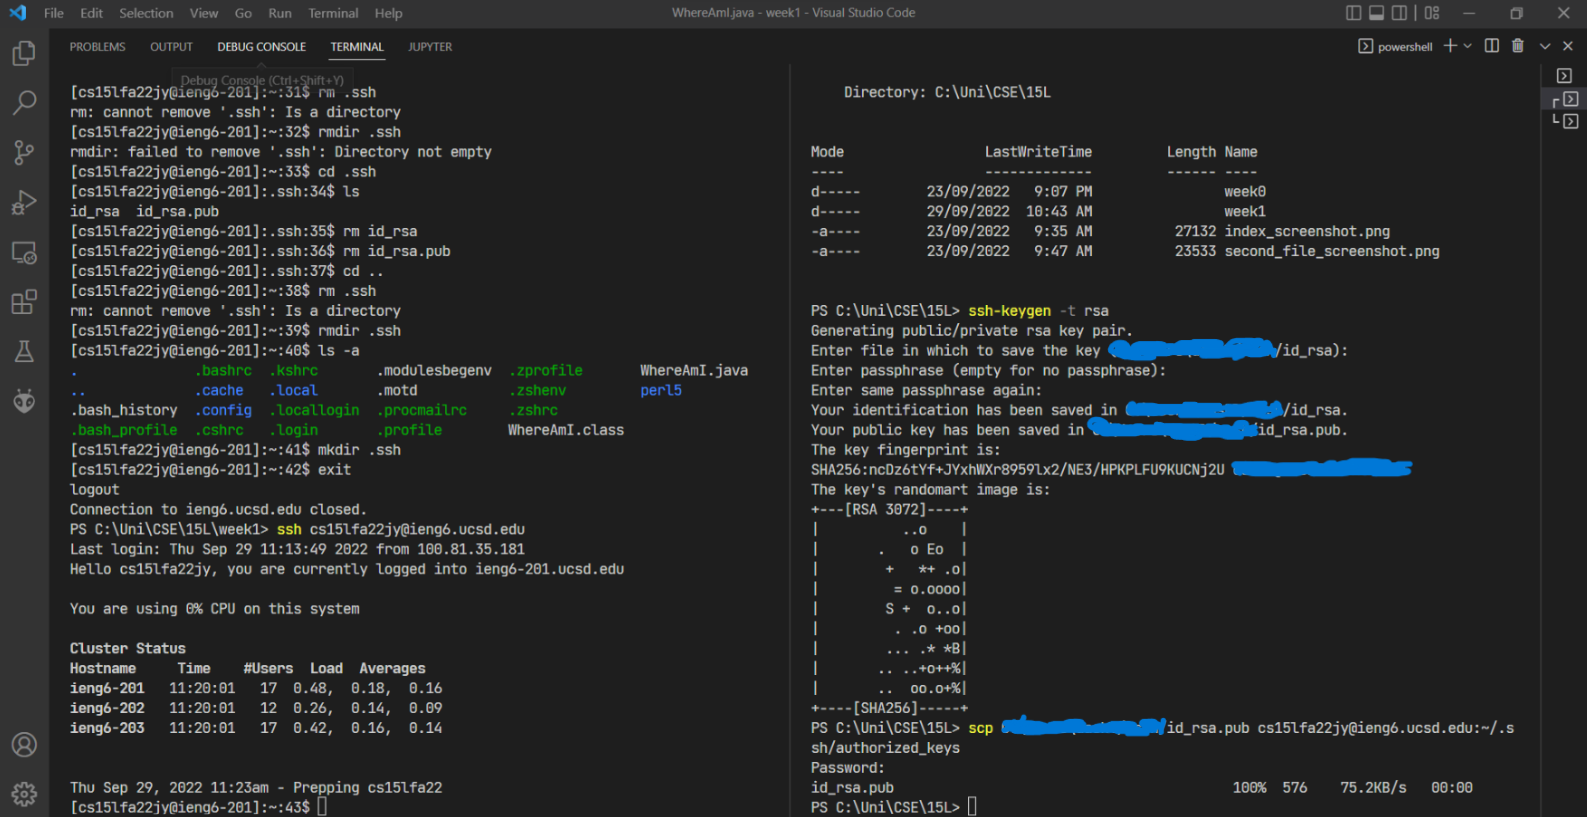 File Edit Selection View Go Run Terminal Help
WhereAmI.java - week1 - Visual Studio Code
PROBLEMS OUTPUT DEBUG CONSOLE TERMINAL JUPYTER
powershell
Debug Console (Ctrl+Shift+Y)
[cs15lfa22jy@ieng6-201]:~:31$ rm .ssh
rm: cannot remove '.ssh': Is a directory
[cs15lfa22jy@ieng6-201]:~:32$ rmdir .ssh
rmdir: failed to remove '.ssh': Directory not empty
[cs15lfa22jy@ieng6-201]:~:33$ cd .ssh
[cs15lfa22jy@ieng6-201]:.ssh:34$ ls
id_rsa id_rsa.pub
[cs15lfa22jy@ieng6-201]:.ssh:35$ rm id_rsa
[cs15lfa22jy@ieng6-201]:.ssh:36$ rm id_rsa.pub
[cs15lfa22jy@ieng6-201]:.ssh:37$ cd ..
[cs15lfa22jy@ieng6-201]:~:38$ rm .ssh
rm: cannot remove '.ssh': Is a directory
[cs15lfa22jy@ieng6-201]:~:39$ rmdir .ssh
[cs15lfa22jy@ieng6-201]:~:40$ ls -a
. .bashrc .kshrc .modulesbegenv .zprofile WhereAmI.java
.. .cache .local .motd .zshenv perl5
.bash_history .config .locallogin .procmailrc .zshrc
.bash_profile .cshrc .login .profile WhereAmI.class
[cs15lfa22jy@ieng6-201]:~:41$ mkdir .ssh
[cs15lfa22jy@ieng6-201]:~:42$ exit
logout
Connection to ieng6.ucsd.edu closed.
PS C:\Uni\CSE\15L\week1> ssh cs15lfa22jy@ieng6.ucsd.edu
Last login: Thu Sep 29 11:13:49 2022 from 100.81.35.181
Hello cs15lfa22jy, you are currently logged into ieng6-201.ucsd.edu
You are using 0% CPU on this system
Cluster Status
Hostname Time #Users Load Averages
ieng6-201 11:20:01 17 0.48, 0.18, 0.16
ieng6-202 11:20:01 12 0.26, 0.14, 0.09
ieng6-203 11:20:01 17 0.42, 0.16, 0.14
Thu Sep 29, 2022 11:23am - Prepping cs15lfa22
[cs15lfa22jy@ieng6-201]:~:43$
Directory: C:\Uni\CSE\15L
Mode LastWriteTime Length Name
---- ------------- ------ ----
d----- 23/09/2022 9:07 PM week0
d----- 29/09/2022 10:43 AM week1
-a---- 23/09/2022 9:35 AM 27132 index_screenshot.png
-a---- 23/09/2022 9:47 AM 23533 second_file_screenshot.png
PS C:\Uni\CSE\15L> ssh-keygen -t rsa
Generating public/private rsa key pair.
Enter file in which to save the key /id_rsa):
Enter passphrase (empty for no passphrase):
Enter same passphrase again:
Your identification has been saved in /id_rsa.
Your public key has been saved in id_rsa.pub.
The key fingerprint is:
SHA256:ncDz6tYf+JYxhWXr8959lx2/NE3/HPKPLFU9KUCNj2U
The key's randomart image is:
+---[RSA 3072]----+
| ..o |
| . o Eo |
| + *+ .o|
| = o.oooo|
| S + o..o|
| . .o +oo|
| ... .* *B|
| .. ..+o++%|
| .. oo.o+%|
+----[SHA256]-----+
PS C:\Uni\CSE\15L> scp /id_rsa.pub cs15lfa22jy@ieng6.ucsd.edu:~/.s
sh/authorized_keys
Password:
id_rsa.pub 100% 576 75.2KB/s 00:00
PS C:\Uni\CSE\15L>